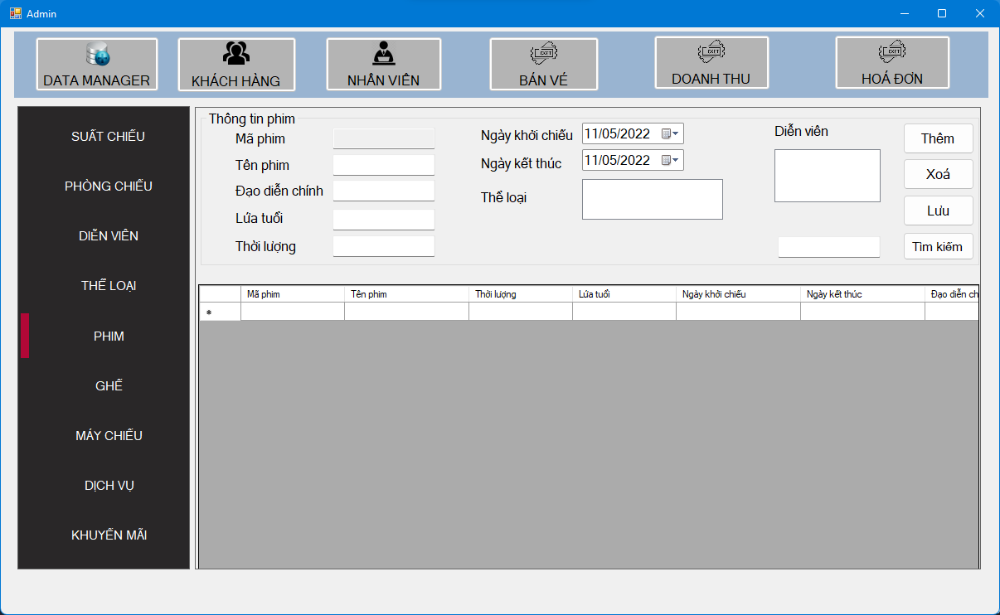 Admin
DATA MANAGER
KHÁCH HÀNG
NHÂN VIÊN
EXIT
BÁN VÉ
EXIT
DOANH THU
EXIT
HOÁ ĐƠN
SUẤT CHIẾU
PHÒNG CHIẾU
DIỄN VIÊN
THỂ LOẠI
PHIM
GHẾ
MÁY CHIẾU
DỊCH VỤ
KHUYẾN MÃI
Thông tin phim
Mã phim
Tên phim
Đạo diễn chính
Lứa tuổi
Thời lượng
Ngày khởi chiếu 11/05/2022
Ngày kết thúc 11/05/2022
Thể loại
Diễn viên
Thêm
Xoá
Lưu
Tìm kiếm
Mã phim Tên phim Thời lượng Lứa tuổi Ngày khởi chiếu Ngày kết thúc Đạo diễn ch
*